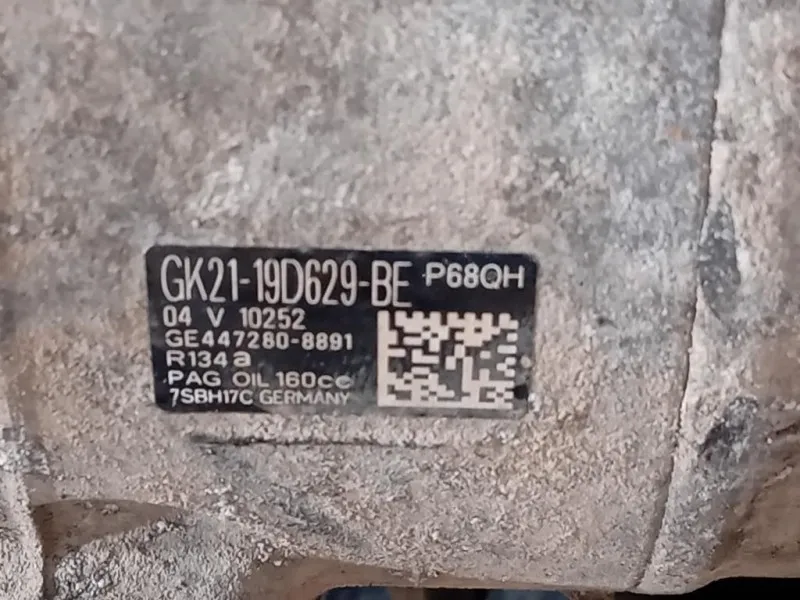 GK21-19D629-BE P68QH
04 V 10252
GE447280-8891
R134a
PAG OIL 160cc
7SBH17C GERMANY